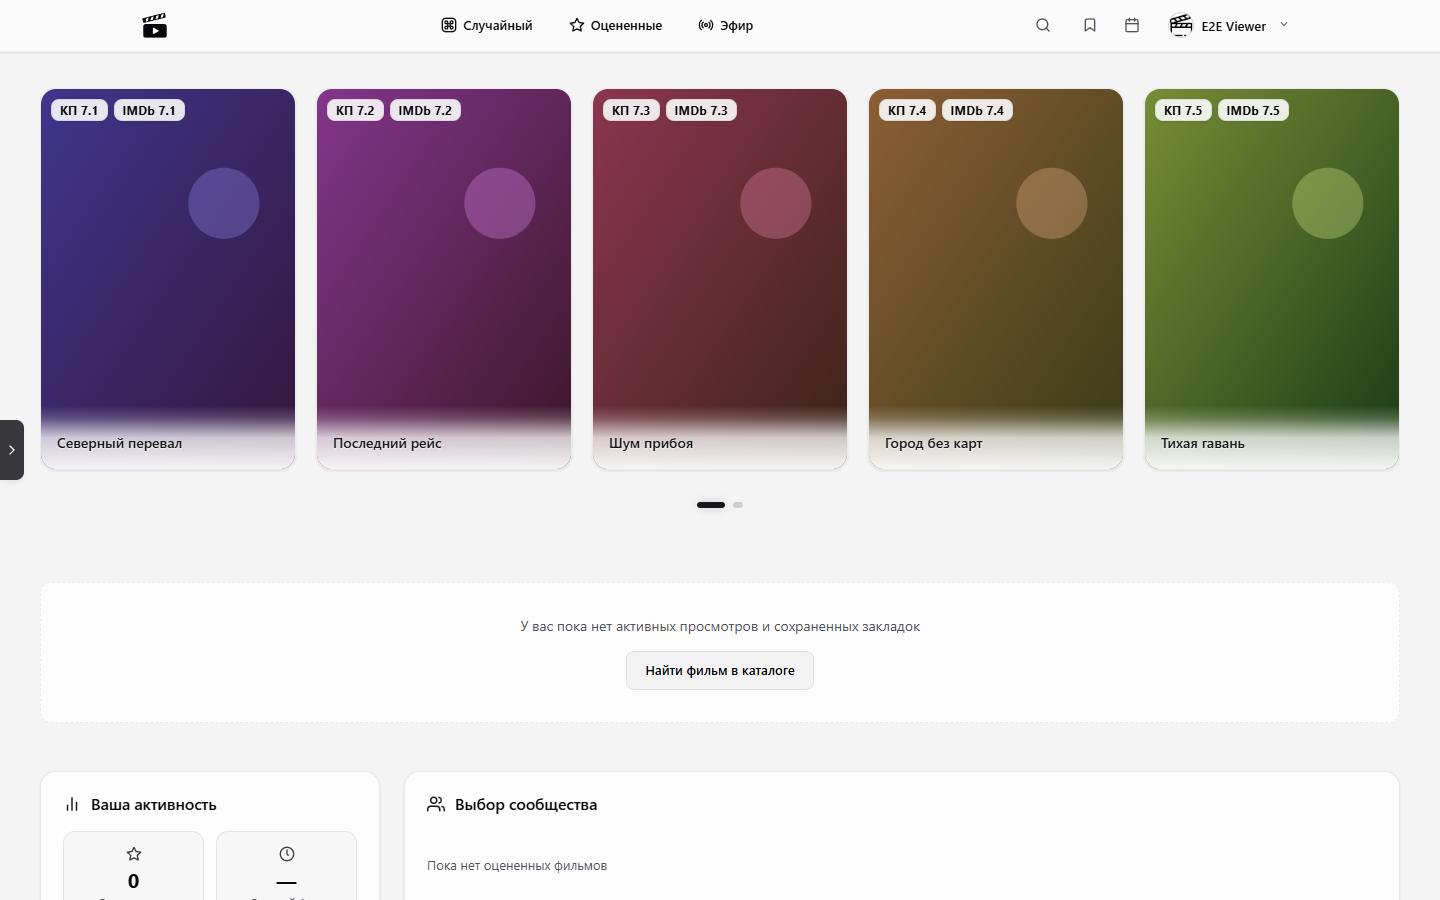 Случайный
Оцененные
Эфир
E2E Viewer
КП 7.1
IMDb 7.1
КП 7.2
IMDb 7.2
КП 7.3
IMDb 7.3
КП 7.4
IMDb 7.4
КП 7.5
IMDb 7.5
Северный перевал
Последний рейс
Шум прибоя
Город без карт
Тихая гавань
У вас пока нет активных просмотров и сохраненных закладок
Найти фильм в каталоге
Ваша активность
Выбор сообщества
0
—
Пока нет оцененных фильмов